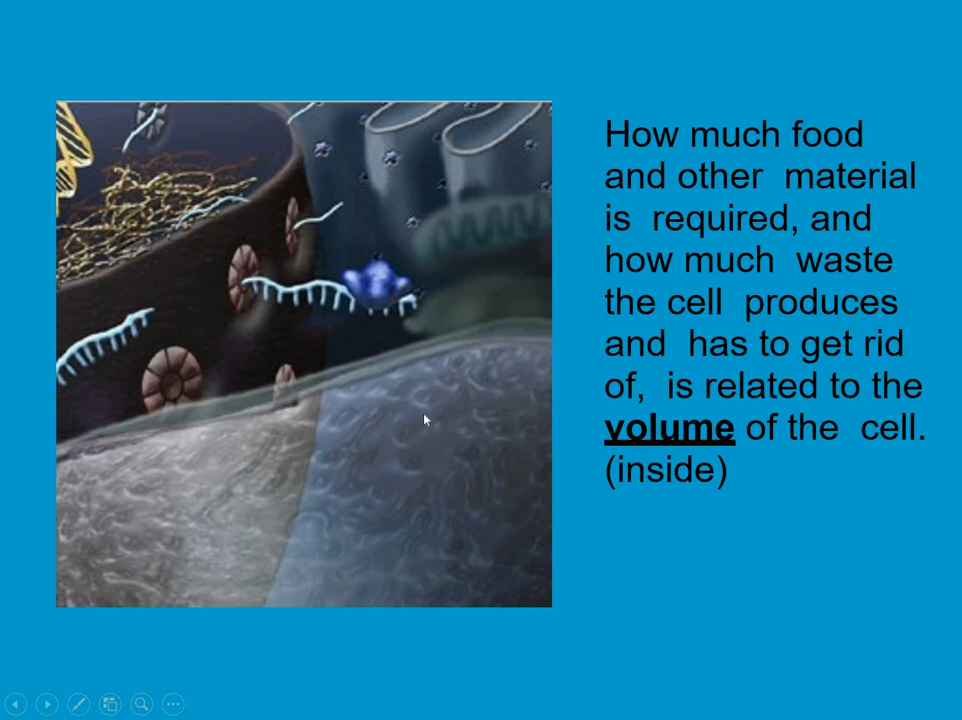 How much food
and other  material
is  required, and
how much  waste
the cell  produces
and  has to get rid
of,  is related to the
volume of the  cell.
(inside)